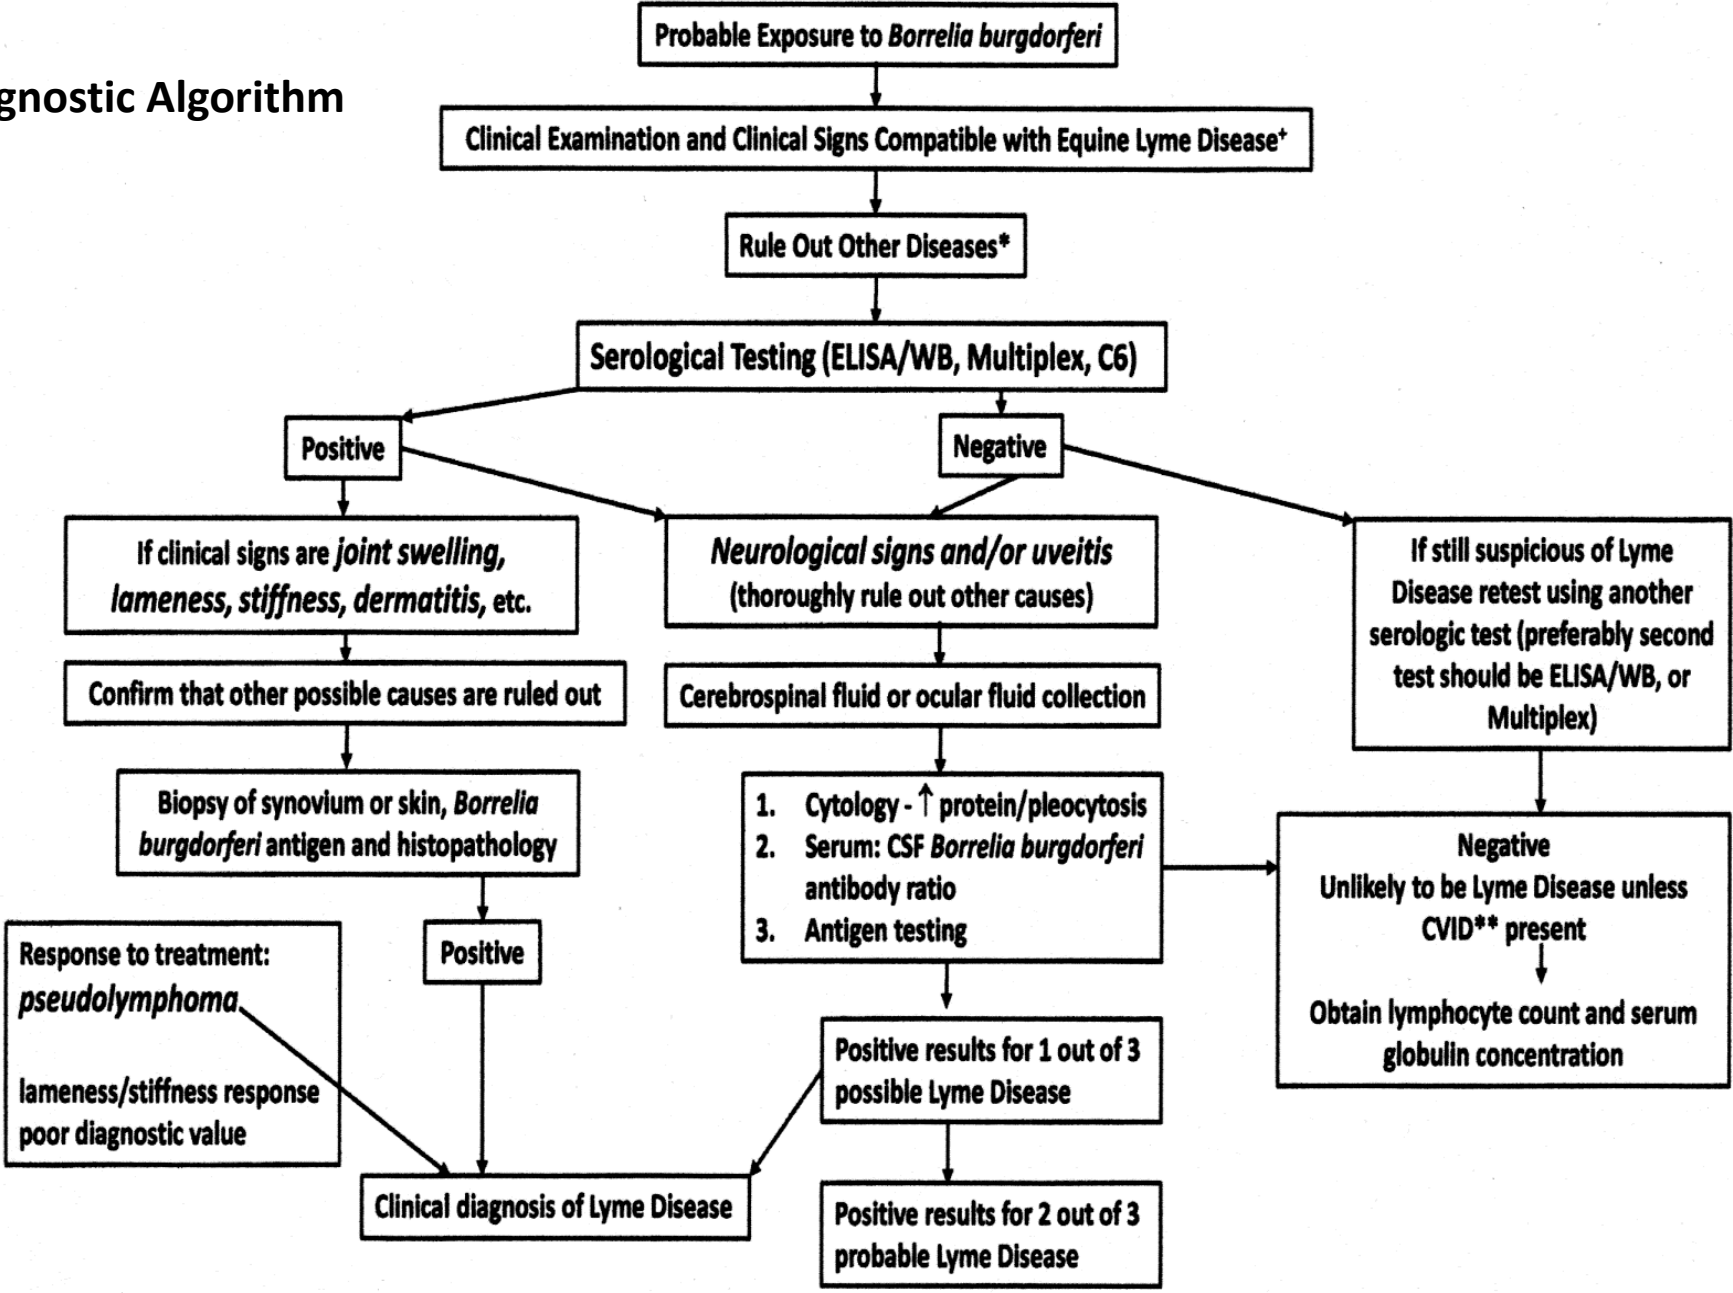 Probable Exposure to Borrelia burgdorferi
gnostic Algorithm
Clinical Examination and Clinical Signs Compatible with Equine Lyme Disease⁺
Rule Out Other Diseases*
Serological Testing (ELISA/WB, Multiplex, C6)
Positive
Negative
If clinical signs are joint swelling,
lameness, stiffness, dermatitis, etc.
Neurological signs and/or uveitis
(thoroughly rule out other causes)
If still suspicious of Lyme
Disease retest using another
serologic test (preferably second
test should be ELISA/WB, or
Multiplex)
Confirm that other possible causes are ruled out
Cerebrospinal fluid or ocular fluid collection
Biopsy of synovium or skin, Borrelia
burgdorferi antigen and histopathology
1. Cytology - ↑ protein/pleocytosis
2. Serum: CSF Borrelia burgdorferi
antibody ratio
3. Antigen testing
Negative
Unlikely to be Lyme Disease unless
CVID** present
Obtain lymphocyte count and serum
globulin concentration
Positive
Response to treatment:
pseudolymphoma
lameness/stiffness response
poor diagnostic value
Positive results for 1 out of 3
possible Lyme Disease
Clinical diagnosis of Lyme Disease
Positive results for 2 out of 3
probable Lyme Disease